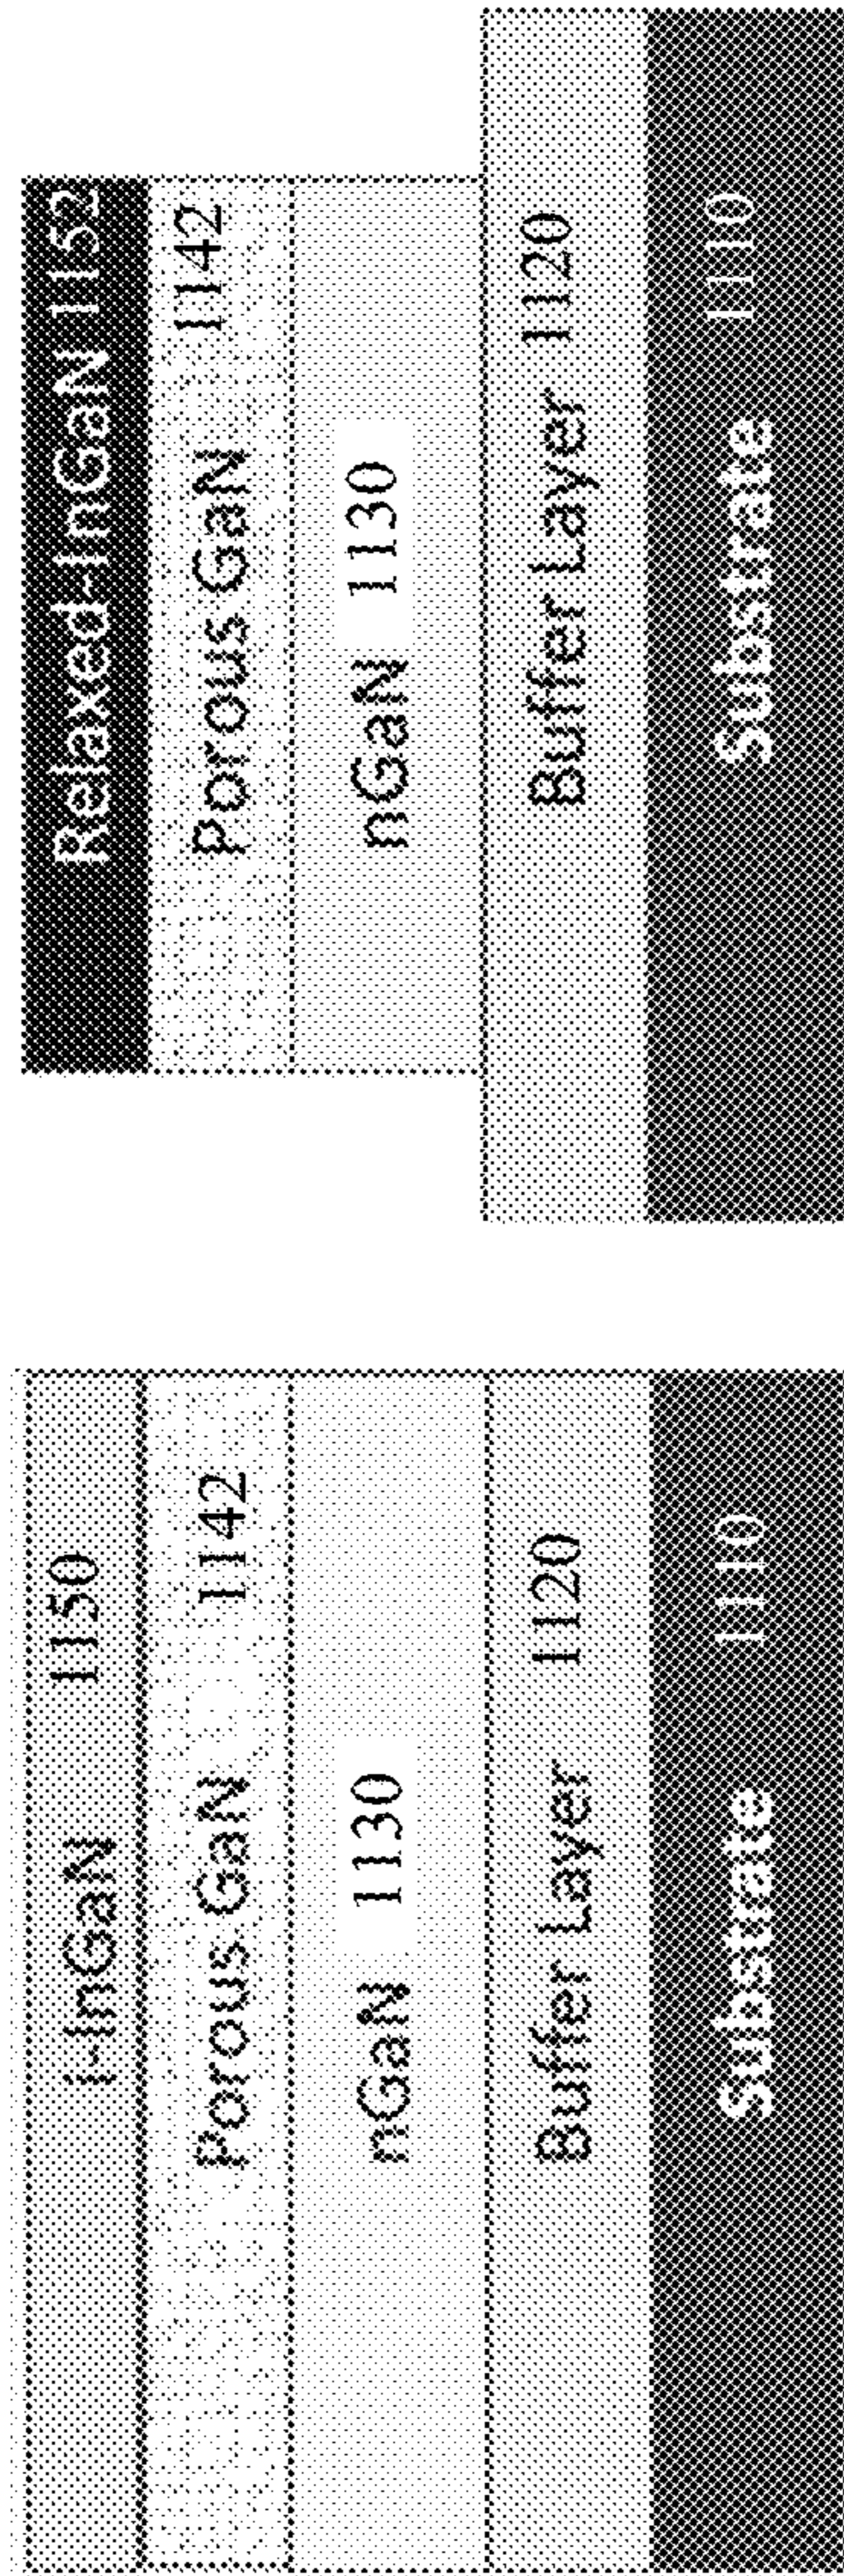 i-InGaN 1150
Porous GaN 1142
nGaN 1130
Buffer Layer 1120
Substrate 1110
Relaxed-InGaN 1152
Porous GaN 1142
nGaN 1130
Buffer Layer 1120
Substrate 1110